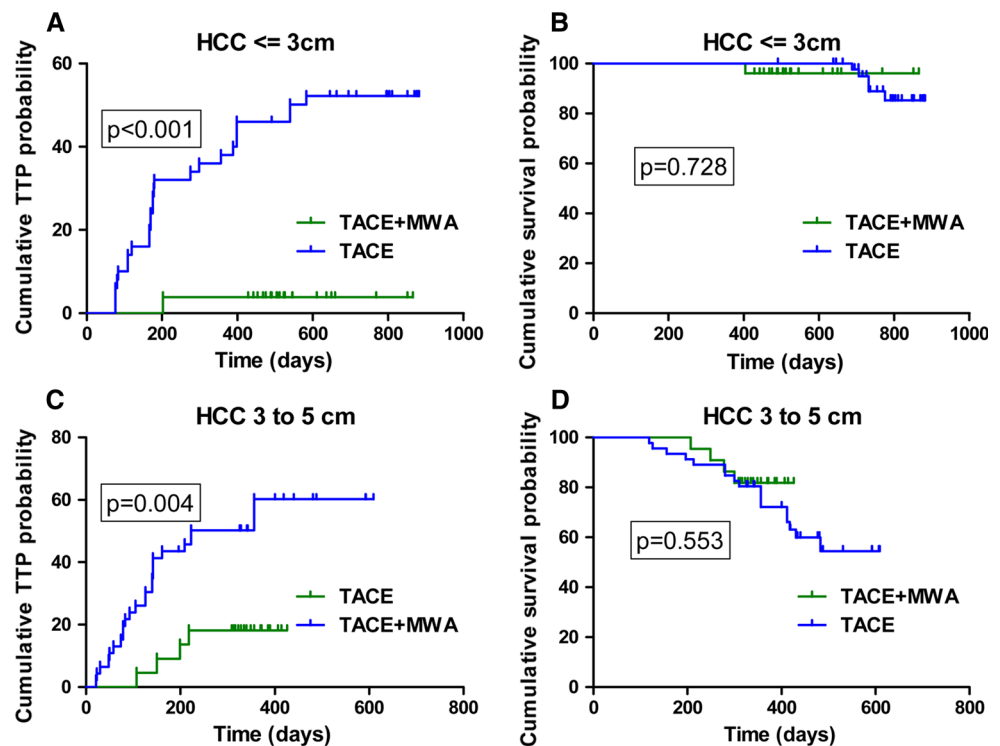 A
HCC <= 3cm
Cumulative TTP probability
60
40
20
0
p<0.001
TACE+MWA
TACE
0 200 400 600 800 1000
Time (days)
B
HCC <= 3cm
Cumulative survival probability
100
80
60
40
20
0
p=0.728
TACE+MWA
TACE
0 200 400 600 800 1000
Time (days)
C
HCC 3 to 5 cm
Cumulative TTP probability
80
60
40
20
0
p=0.004
TACE
TACE+MWA
0 200 400 600 800
Time (days)
D
HCC 3 to 5 cm
Cumulative survival probability
100
80
60
40
20
0
p=0.553
TACE+MWA
TACE
0 200 400 600 800
Time (days)